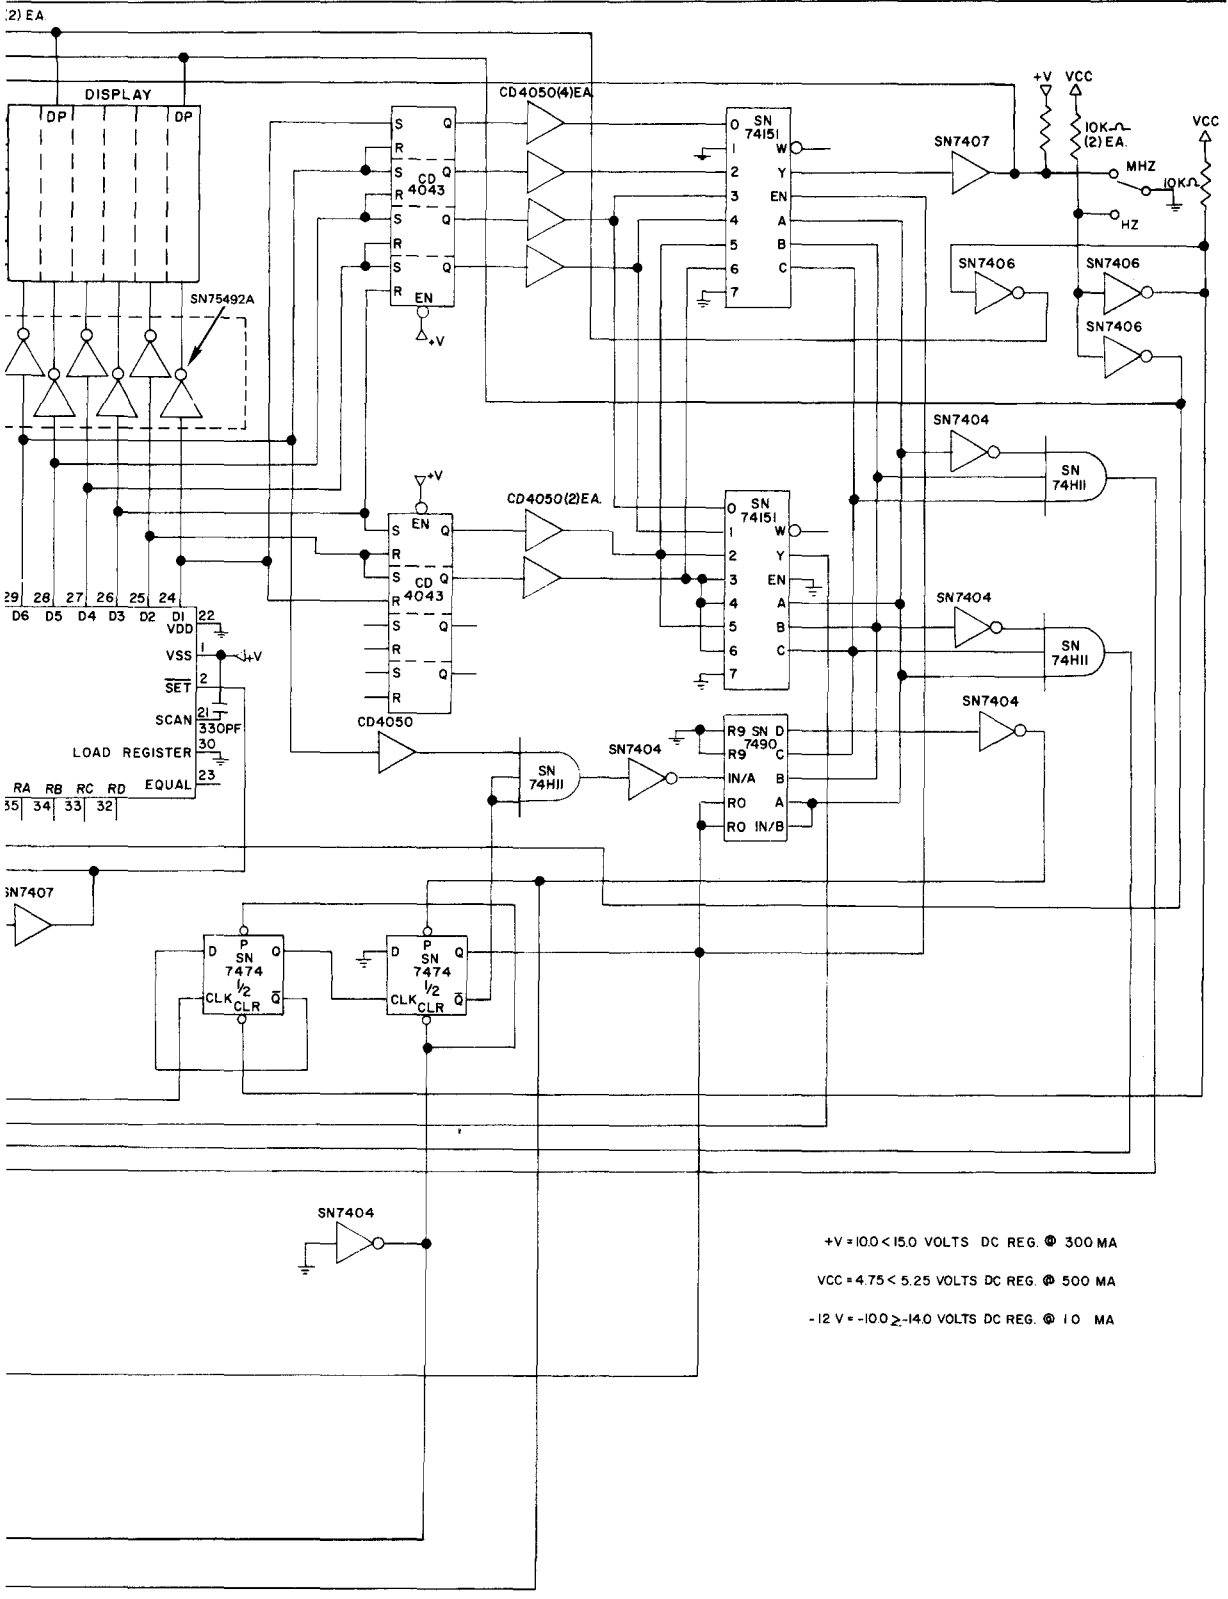 2) EA.
DISPLAY
DP DP
SN75492A
CD4050(4)EA.
S Q
R
S CD Q
4043
R
S Q
R
S Q
R EN
+V
SN
74151
0
1 W
2 Y
3 EN
4 A
5 B
6 C
7
SN7407
+V VCC
10K Ω
(2) EA.
VCC
MHZ
10KΩ
HZ
SN7406
SN7406
SN7406
SN7404
SN
74H11
+V
EN
S Q
R
S CD Q
4043
R
S Q
R
S Q
R
CD4050(2)EA.
SN
74151
0
1 W
2 Y
3 EN
4 A
5 B
6 C
7
SN7404
SN
74H11
29 28 27 26 25 24
D6 D5 D4 D3 D2 D1 22
VDD
VSS 1 +V
SET 2
SCAN 21
330PF
LOAD REGISTER 30
EQUAL 23
RA RB RC RD
35 34 33 32
CD4050
SN
74H11
SN7404
R9 SN D
7490
R9 C
IN/A B
RO A
RO IN/B
SN7404
SN7407
P
D SN Q
7474
1/2
CLK Q̅
CLR
P
D SN Q
7474
1/2
CLK Q̅
CLR
SN7404
+V = 10.0 < 15.0 VOLTS DC REG. @ 300 MA
VCC = 4.75 < 5.25 VOLTS DC REG. @ 500 MA
-12 V = -10.0 ≥ -14.0 VOLTS DC REG. @ 10 MA